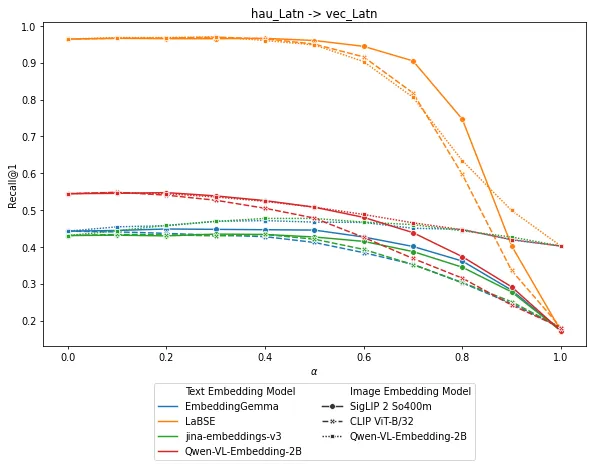 hau_Latn -> vec_Latn
1.0
0.9
0.8
0.7
0.6
0.5
0.4
0.3
0.2
Recall@1
0.0 0.2 0.4 0.6 0.8 1.0
α
Text Embedding Model
EmbeddingGemma
LaBSE
jina-embeddings-v3
Qwen-VL-Embedding-2B
Image Embedding Model
SigLIP 2 So400m
CLIP ViT-B/32
Qwen-VL-Embedding-2B